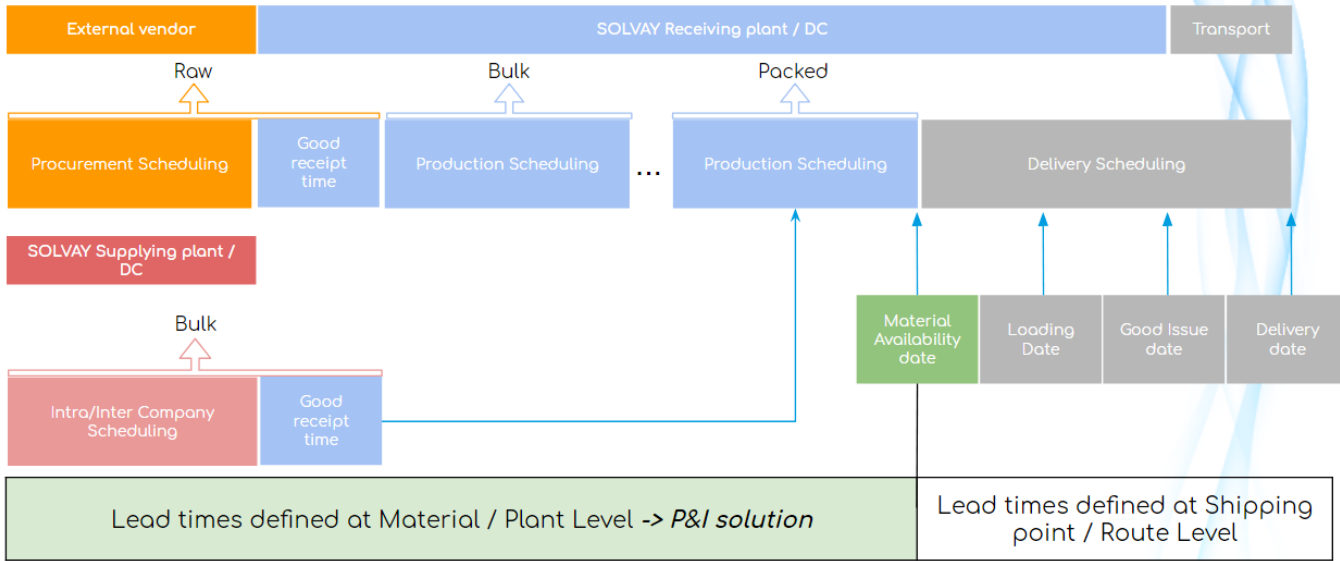 External vendor
SOLVAY Receiving plant / DC
Transport
Raw
Bulk
Packed
Procurement Scheduling
Good
receipt
time
Production Scheduling
...
Production Scheduling
Delivery Scheduling
SOLVAY Supplying plant /
DC
Bulk
Material
Availability
date
Loading
Date
Good Issue
date
Delivery
date
Intra/Inter Company
Scheduling
Good
receipt
time
Lead times defined at Material / Plant Level -> P&I solution
Lead times defined at Shipping
point / Route Level